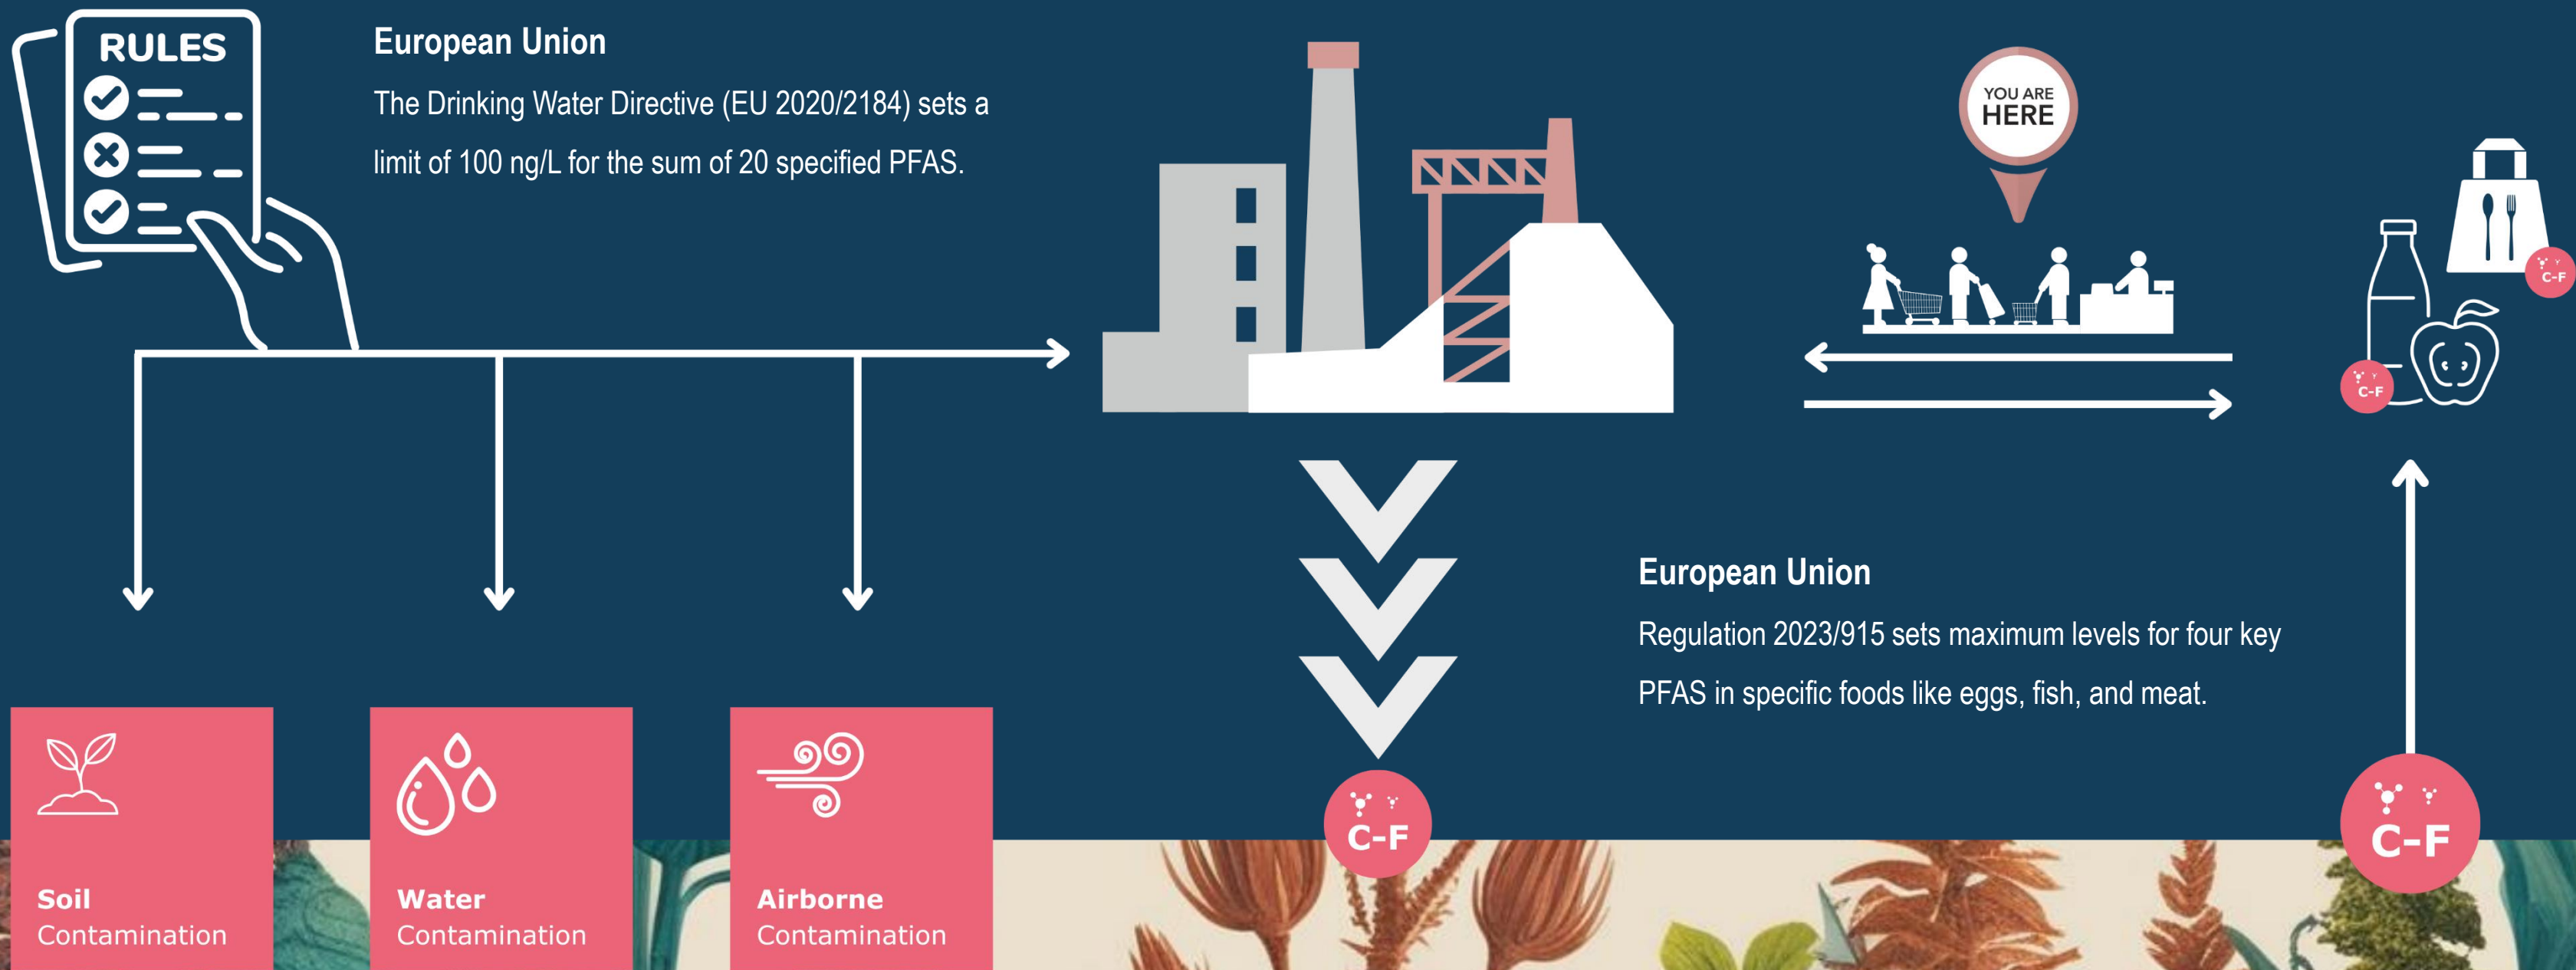 RULES
European Union
The Drinking Water Directive (EU 2020/2184) sets a
limit of 100 ng/L for the sum of 20 specified PFAS.
YOU ARE
HERE
C-F
C-F
European Union
Regulation 2023/915 sets maximum levels for four key
PFAS in specific foods like eggs, fish, and meat.
C-F
C-F
Soil
Contamination
Water
Contamination
Airborne
Contamination